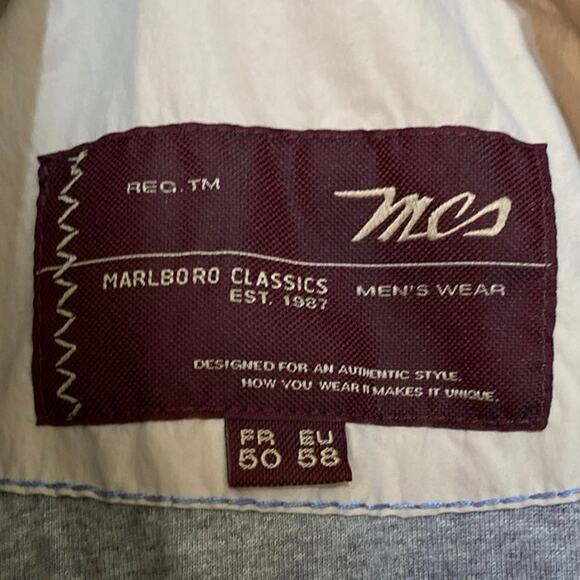 REG.TM
mcs
MARLBORO CLASSICS
EST. 1987
MEN'S WEAR
DESIGNED FOR AN AUTHENTIC STYLE.
HOW YOU WEAR IT MAKES IT UNIQUE.
FR EU
50 58